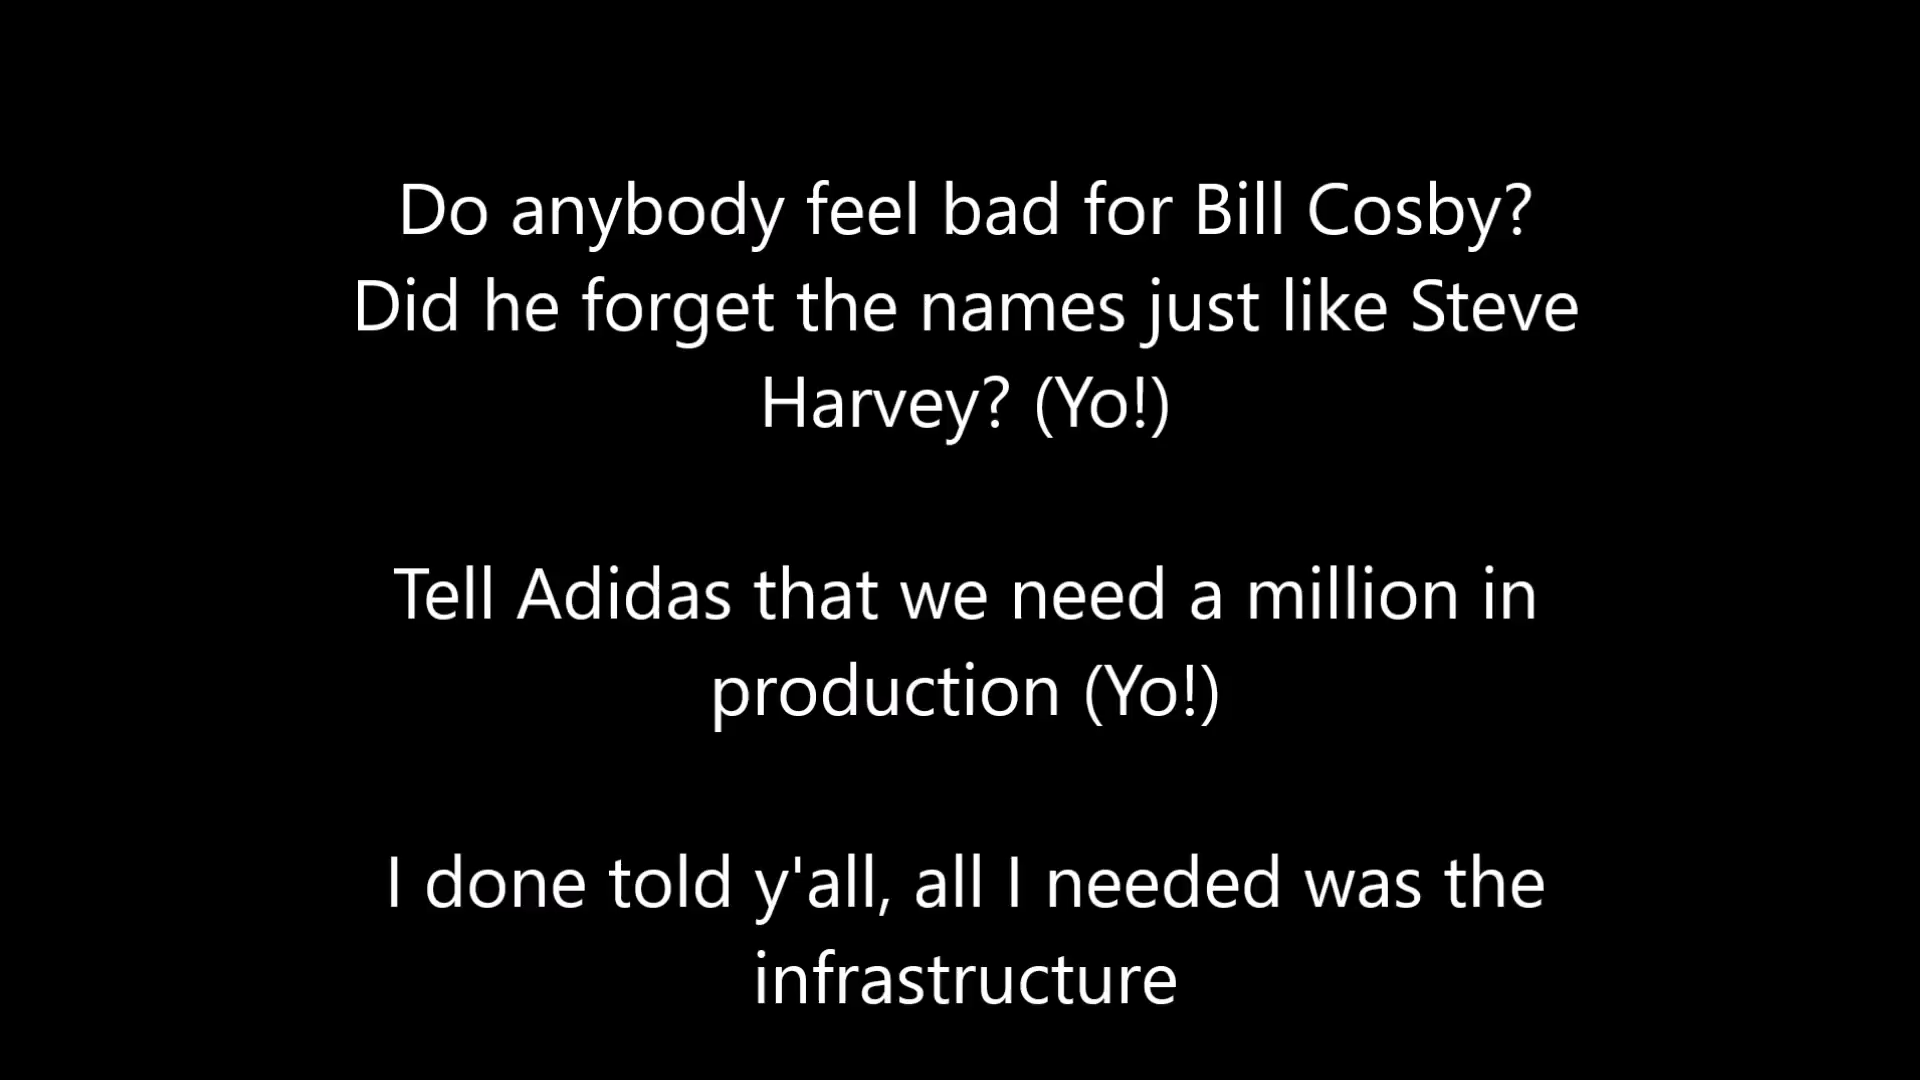 Do anybody feel bad for Bill Cosby?
Did he forget the names just like Steve
Harvey? (Yo!)
Tell Adidas that we need a million in
production (Yo!)
I done told y'all, all I needed was the
infrastructure